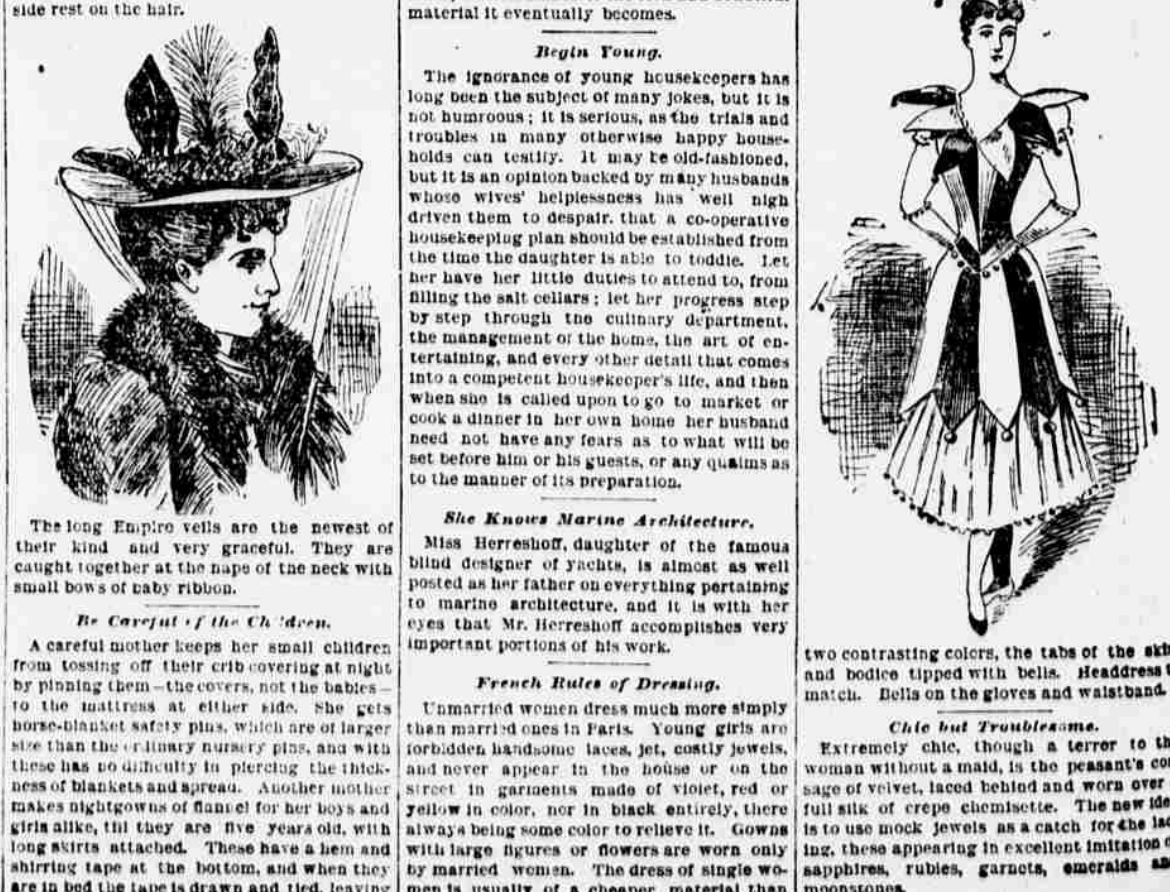 side rest on the hair.
The long Empire veils are the newest of
their kind and very graceful. They are
caught together at the nape of the neck with
small bows of baby ribbon.
Be Careful of the Children.
A careful mother keeps her small children
from tossing off their crib covering at night
by pinning them—the covers, not the babies—
to the mattress at either side. She gets
horse-blanket safety pins, which are of larger
size than the ordinary nursery pins, and with
these has no difficulty in piercing the thick-
ness of blankets and spread. Another mother
makes nightgowns of flannel for her boys and
girls alike, till they are five years old, with
long skirts attached. These have a hem and
shirring tape at the bottom, and when they
are in bed the tape is drawn and tied, leaving
material it eventually becomes.
Begin Young.
The ignorance of young housekeepers has
long been the subject of many jokes, but it is
not humroous; it is serious, as the trials and
troubles in many otherwise happy house-
holds can testify. It may be old-fashioned,
but it is an opinion backed by many husbands
whose wives' helplessness has well nigh
driven them to despair, that a co-operative
housekeeping plan should be established from
the time the daughter is able to toddle. Let
her have her little duties to attend to, from
filling the salt cellars; let her progress step
by step through the culinary department,
the management of the home, the art of en-
tertaining, and every other detail that comes
into a competent housekeeper's life, and then
when she is called upon to go to market or
cook a dinner in her own home her husband
need not have any fears as to what will be
set before him or his guests, or any qualms as
to the manner of its preparation.
She Knows Marine Architecture.
Miss Herreshoff, daughter of the famous
blind designer of yachts, is almost as well
posted as her father on everything pertaining
to marine architecture, and it is with her
eyes that Mr. Herreshoff accomplishes very
important portions of his work.
French Rules of Dressing.
Unmarried women dress much more simply
than married ones in Paris. Young girls are
forbidden handsome laces, jet, costly jewels,
and never appear in the house or on the
street in garments made of violet, red or
yellow in color, nor in black entirely, there
always being some color to relieve it. Gowns
with large figures or flowers are worn only
by married women. The dress of single wo-
men is usually of a cheaper material than
two contrasting colors, the tabs of the
and bodice tipped with bells. Headdress
match. Bells on the gloves and waistband.
Chic but Troublesome.
Extremely chic, though a terror to
woman without a maid, is the peasant's
sage of velvet, laced behind and worn over
full silk of crepe chemisette. The new
is to use mock jewels as a catch for the
ing, these appearing in excellent imitation
sapphires, rubies, garnets, emeralds
moonstones.